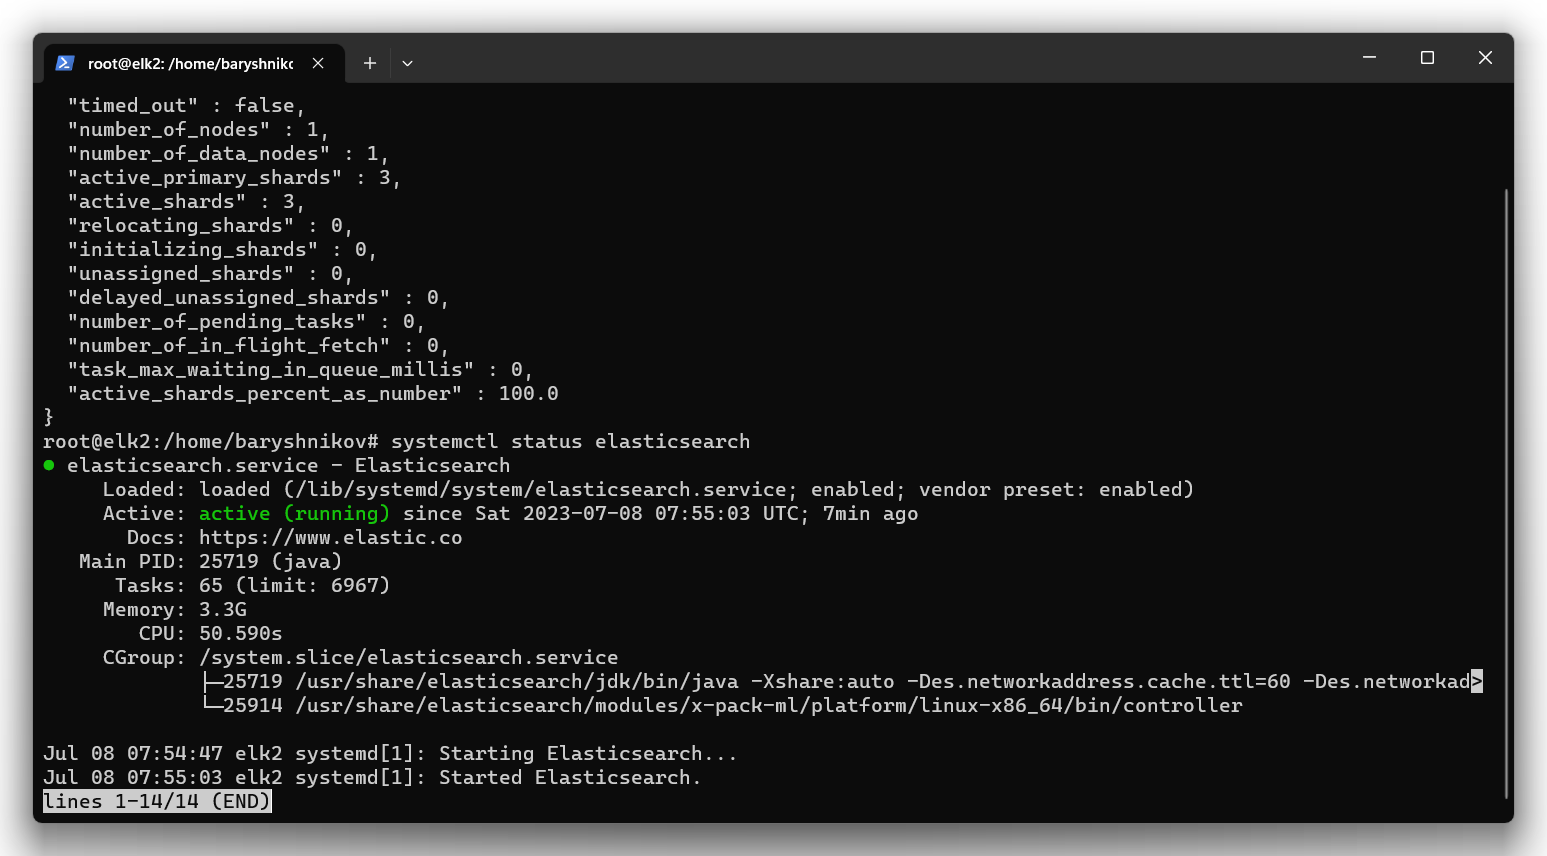 root@elk2: /home/baryshnikc
"timed_out" : false,
"number_of_nodes" : 1,
"number_of_data_nodes" : 1,
"active_primary_shards" : 3,
"active_shards" : 3,
"relocating_shards" : 0,
"initializing_shards" : 0,
"unassigned_shards" : 0,
"delayed_unassigned_shards" : 0,
"number_of_pending_tasks" : 0,
"number_of_in_flight_fetch" : 0,
"task_max_waiting_in_queue_millis" : 0,
"active_shards_percent_as_number" : 100.0
}
root@elk2:/home/baryshnikov# systemctl status elasticsearch
● elasticsearch.service - Elasticsearch
Loaded: loaded (/lib/systemd/system/elasticsearch.service; enabled; vendor preset: enabled)
Active: active (running) since Sat 2023-07-08 07:55:03 UTC; 7min ago
Docs: https://www.elastic.co
Main PID: 25719 (java)
Tasks: 65 (limit: 6967)
Memory: 3.3G
CPU: 50.590s
CGroup: /system.slice/elasticsearch.service
├─25719 /usr/share/elasticsearch/jdk/bin/java -Xshare:auto -Des.networkaddress.cache.ttl=60 -Des.networkad>
└─25914 /usr/share/elasticsearch/modules/x-pack-ml/platform/linux-x86_64/bin/controller
Jul 08 07:54:47 elk2 systemd[1]: Starting Elasticsearch...
Jul 08 07:55:03 elk2 systemd[1]: Started Elasticsearch.
lines 1-14/14 (END)